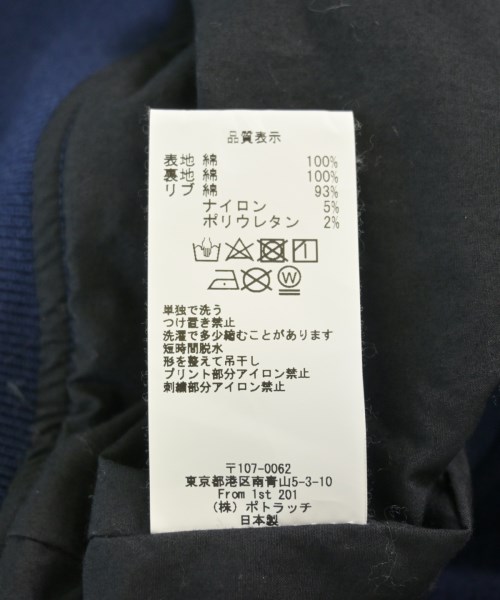 品質表示
表地 綿 100%
裏地 綿 100%
リブ 綿 93%
ナイロン 5%
ポリウレタン 2%
W
単独で洗う
つけ置き禁止
洗濯で多少縮むことがあります
短時間脱水
形を整えて吊干し
プリント部分アイロン禁止
刺繍部分アイロン禁止
〒107-0062
東京都港区南青山5-3-10
From 1st 201
(株) ポトラッチ
日本製